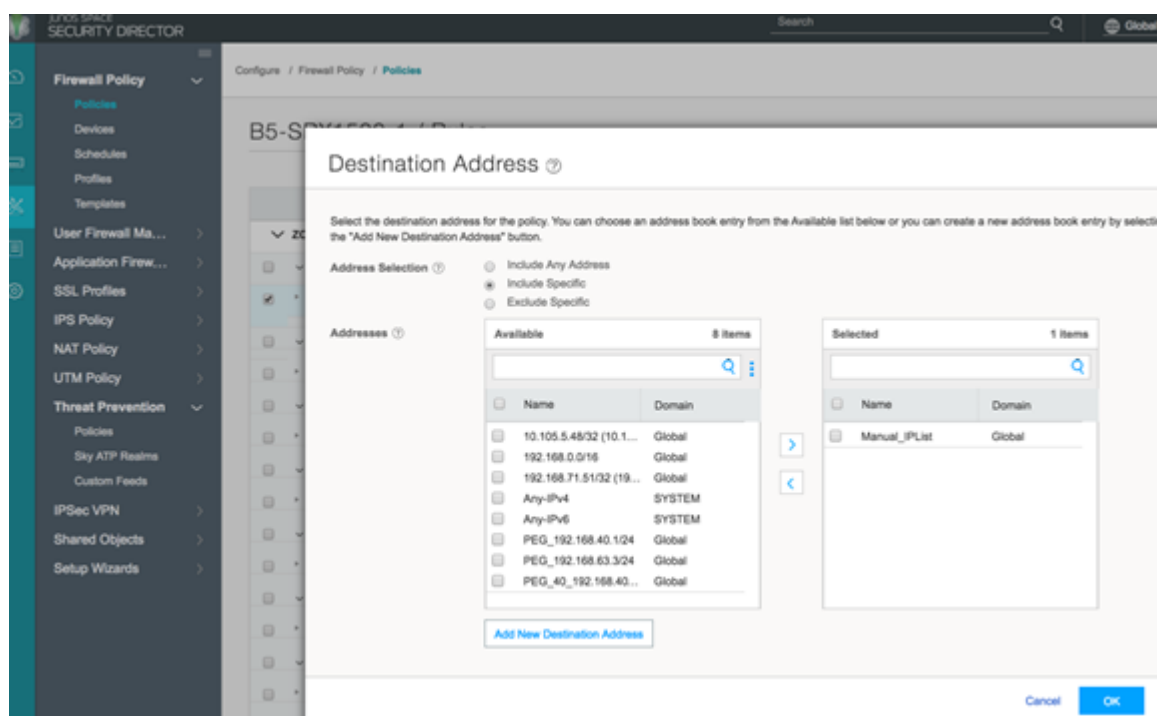 JUNOS SPACE
SECURITY DIRECTOR
Search
Global
Firewall Policy
Policies
Devices
Schedules
Profiles
Templates
User Firewall Ma...
Application Firew...
SSL Profiles
IPS Policy
NAT Policy
UTM Policy
Threat Prevention
Policies
Sky ATP Realms
Custom Feeds
IPSec VPN
Shared Objects
Setup Wizards
Configure / Firewall Policy / Policies
Destination Address
Select the destination address for the policy. You can choose an address book entry from the Available list below or you can create a new address book entry by selecti
the "Add New Destination Address" button.
Address Selection
Include Any Address
Include Specific
Exclude Specific
Addresses
Available 8 items
Name Domain
10.105.5.48/32 (10.1... Global
192.168.0.0/16 Global
192.168.71.51/32 (19... Global
Any-IPv4 SYSTEM
Any-IPv6 SYSTEM
PEG_192.168.40.1/24 Global
PEG_192.168.63.3/24 Global
PEG_40_192.168.40... Global
Selected 1 items
Name Domain
Manual_IPList Global
Add New Destination Address
Cancel OK